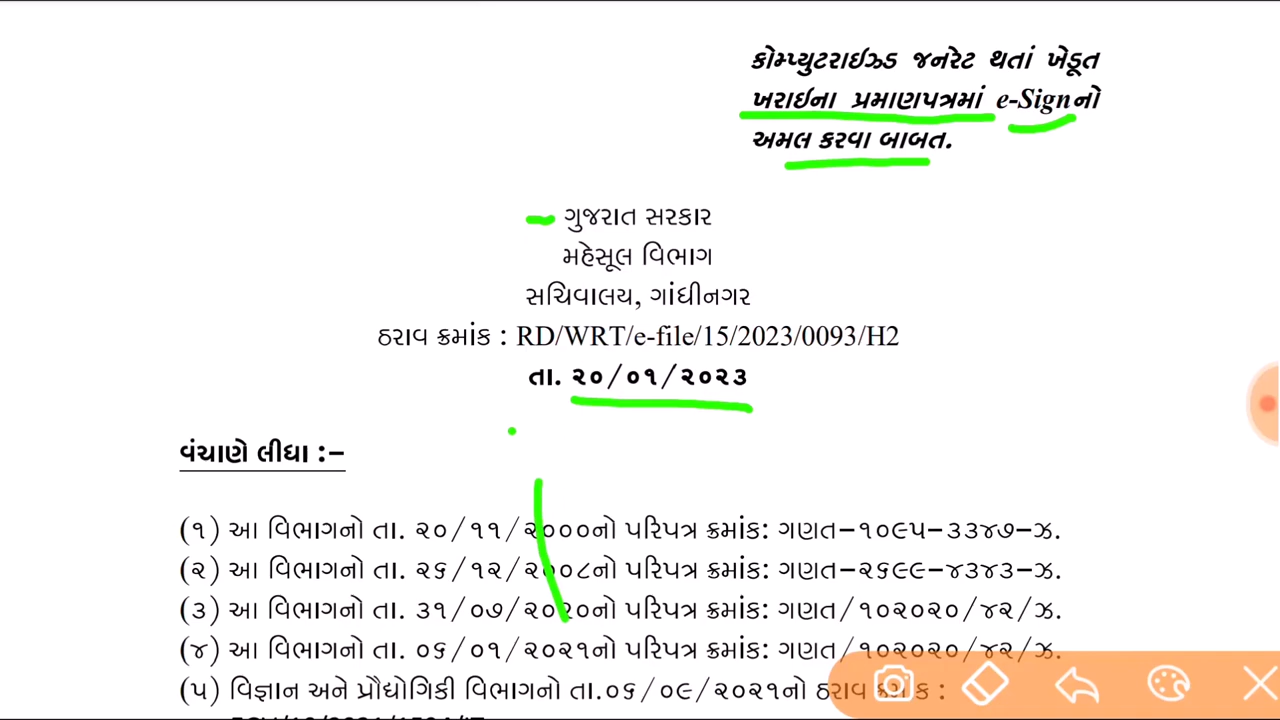 કોમ્પ્યુટરાઈઝ્ડ જનરેટ થતાં ખેડૂત
ખરાઈના પ્રમાણપત્રમાં e-Signનો
અમલ કરવા બાબત.
ગુજરાત સરકાર
મહેસૂલ વિભાગ
સચિવાલય, ગાંધીનગર
ઠરાવ ક્રમાંક : RD/WRT/e-file/15/2023/0093/H2
તા. ૨૦/૦૧/૨૦૨૩
વંચાણે લીધા :-
(૧) આ વિભાગનો તા. ૨૦/૧૧/૨૦૦૦નો પરિપત્ર ક્રમાંક: ગણત-૧૦૯૫-૩૩૪૭-ઝ.
(૨) આ વિભાગનો તા. ૨૬/૧૨/૨૦૦૮નો પરિપત્ર ક્રમાંક: ગણત-૨૬૯૯-૪૩૪૩-ઝ.
(૩) આ વિભાગનો તા. ૩૧/૦૭/૨૦૨૦નો પરિપત્ર ક્રમાંક: ગણત/૧૦૨૦૨૦/૪૨/ઝ.
(૪) આ વિભાગનો તા. ૦૬/૦૧/૨૦૨૧નો પરિપત્ર ક્રમાંક: ગણત/૧૦૨૦૨૦/૪૨/ઝ.
(૫) વિજ્ઞાન અને પ્રૌદ્યોગિકી વિભાગનો તા.૦૬/૦૯/૨૦૨૧નો ઠરાવ